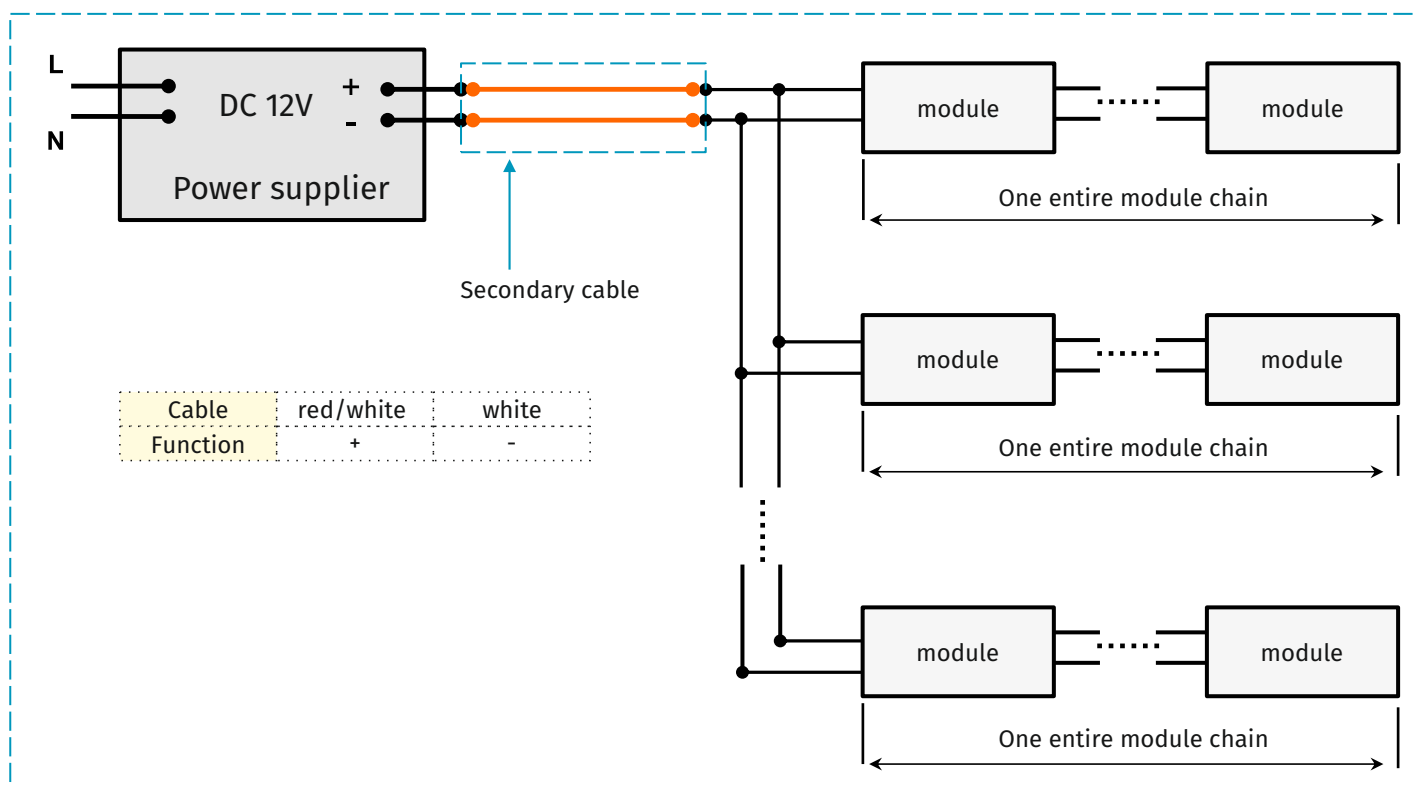 L
N
DC 12V
+
-
Power supplier
Secondary cable
module
module
One entire module chain
module
module
One entire module chain
Cable red/white white
Function + -
module
module
One entire module chain